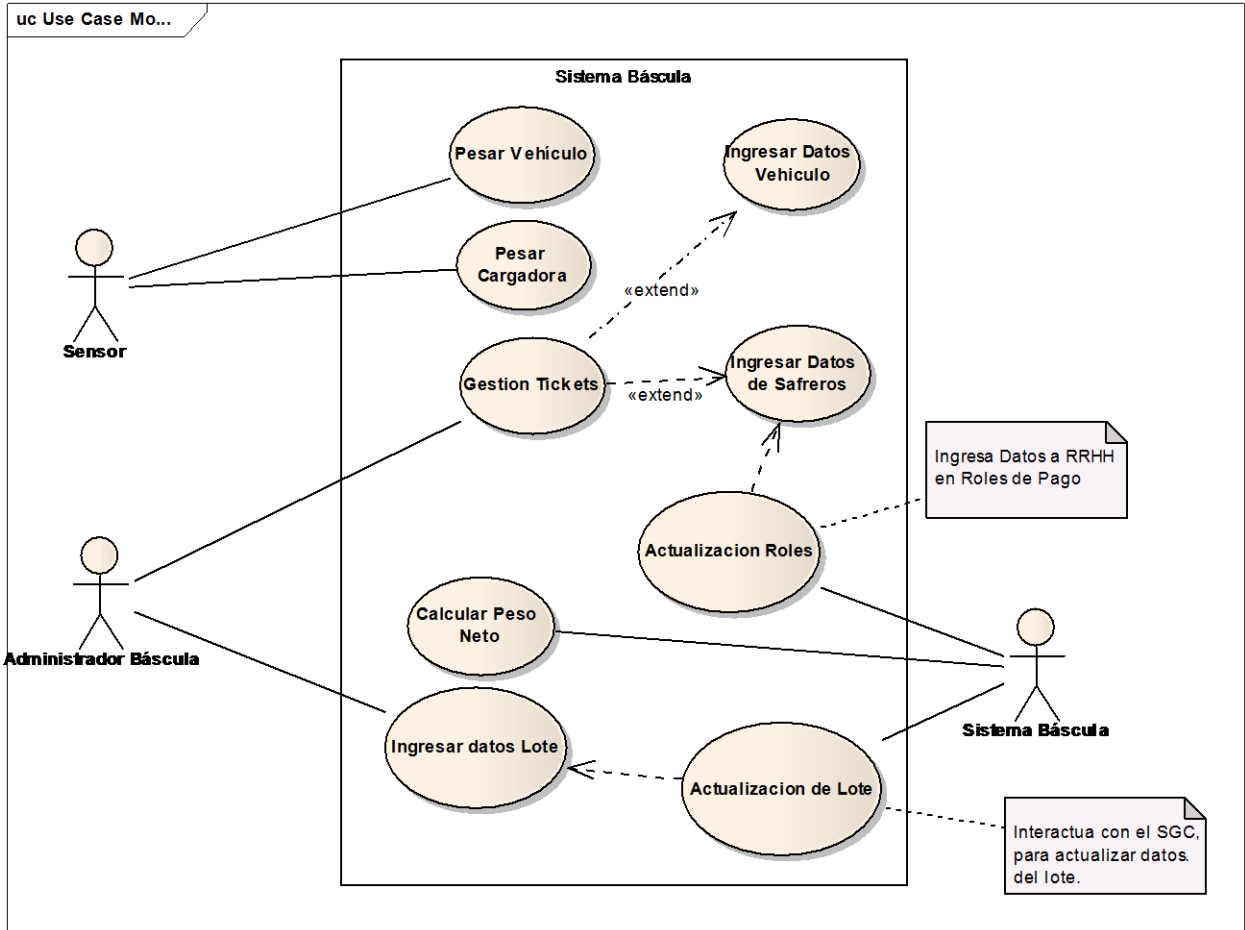 uc Use Case Mo...
Sistema Báscula
Pesar Vehículo
Ingresar Datos
Vehiculo
Pesar
Cargadora
«extend»
Sensor
Gestion Tickets
Ingresar Datos
de Safreros
«extend»
Ingresa Datos a RRHH
en Roles de Pago
Actualizacion Roles
Calcular Peso
Neto
Administrador Báscula
Sistema Báscula
Ingresar datos Lote
Actualizacion de Lote
Interactua con el SGC,
para actualizar datos.
del lote.